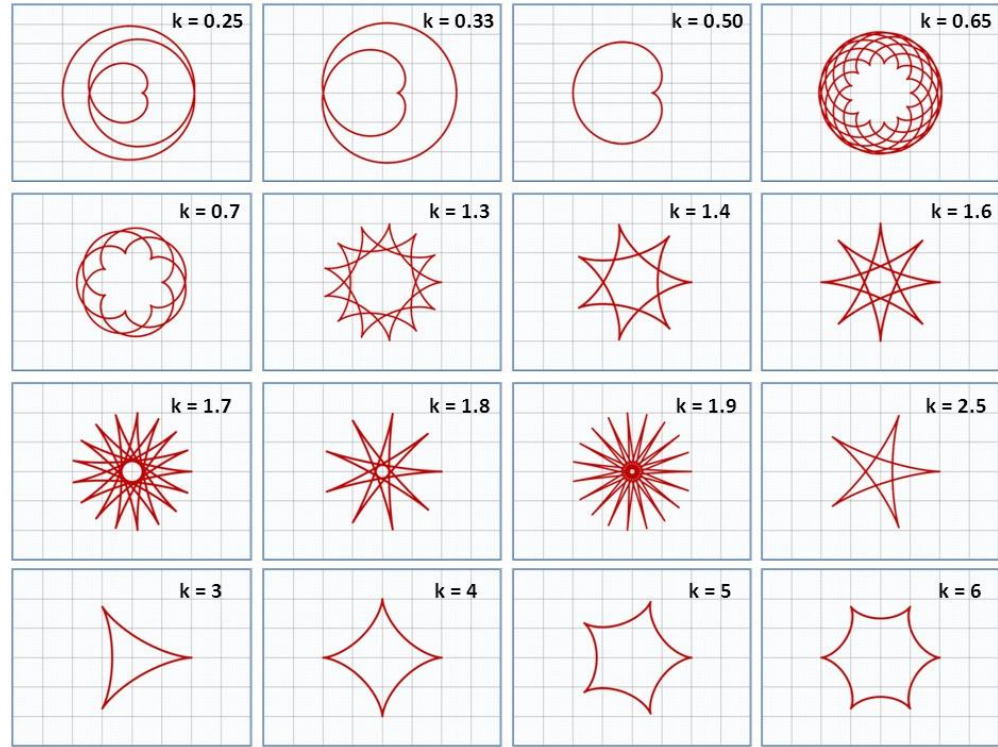 k = 0.25
k = 0.33
k = 0.50
k = 0.65
k = 0.7
k = 1.3
k = 1.4
k = 1.6
k = 1.7
k = 1.8
k = 1.9
k = 2.5
k = 3
k = 4
k = 5
k = 6